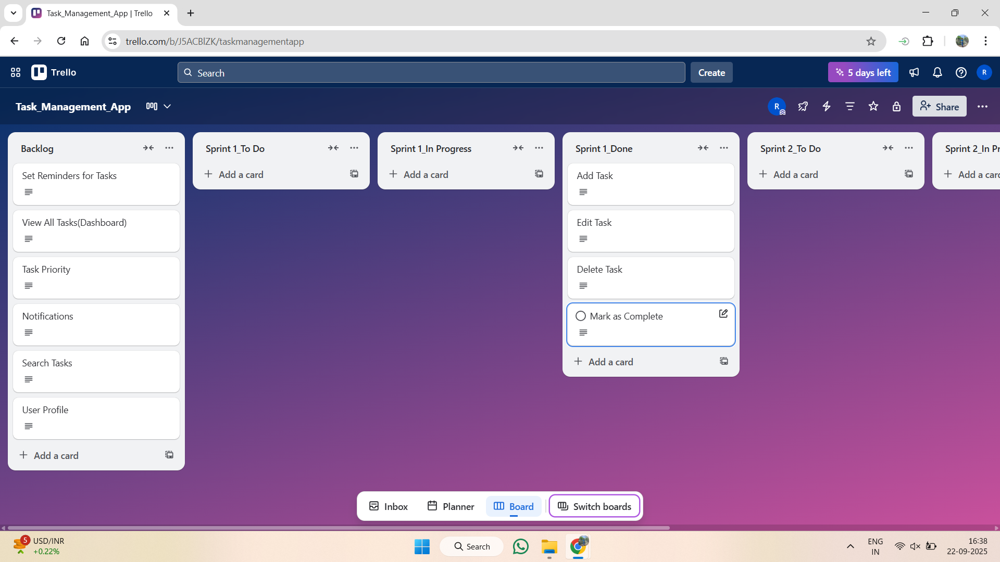 Task_Management_App | Trello
trello.com/b/J5ACBlZK/taskmanagementapp
Trello
Search
Create
5 days left
R
Task_Management_App
R
Share
Backlog
Set Reminders for Tasks
View All Tasks(Dashboard)
Task Priority
Notifications
Search Tasks
User Profile
Add a card
Sprint 1_To Do
Add a card
Sprint 1_In Progress
Add a card
Sprint 1_Done
Add Task
Edit Task
Delete Task
Mark as Complete
Add a card
Sprint 2_To Do
Add a card
Sprint 2_In Pr
Add a card
Inbox
Planner
Board
Switch boards
5
USD/INR
+0.22%
Search
ENG
IN
16:38
22-09-2025